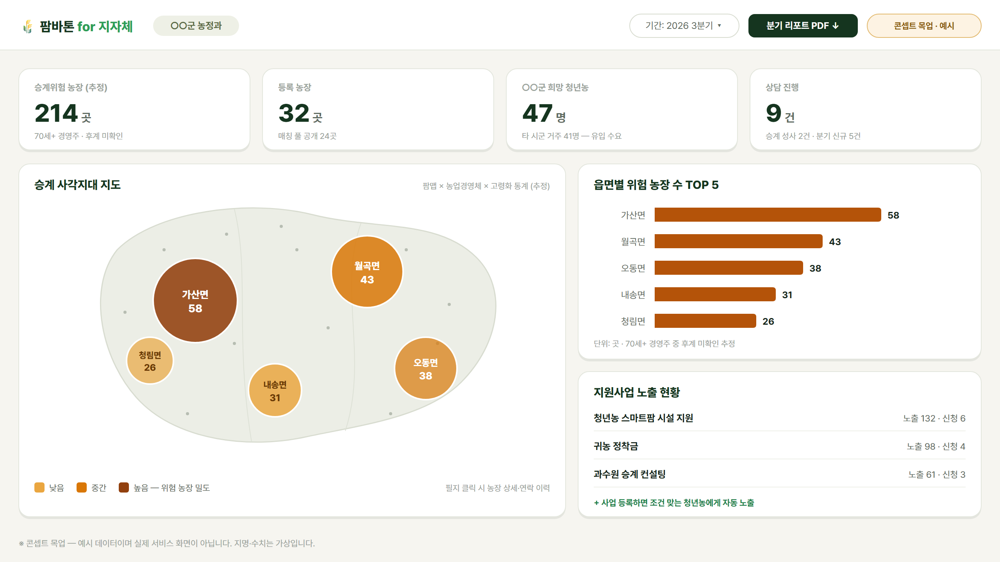 팜바톤 for 지자체
○○군 농정과
기간: 2026 3분기 ▾
분기 리포트 PDF ↓
콘셉트 목업 · 예시
승계위험 농장 (추정)
214 곳
70세+ 경영주 · 후계 미확인
등록 농장
32 곳
매칭 풀 공개 24곳
○○군 희망 청년농
47 명
타 시군 거주 41명 — 유입 수요
상담 진행
9 건
승계 성사 2건 · 분기 신규 5건
승계 사각지대 지도
팜맵 × 농업경영체 × 고령화 통계 (추정)
월곡면
43
가산면
58
청림면
26
오동면
38
내송면
31
낮음
중간
높음 — 위험 농장 밀도
필지 클릭 시 농장 상세·연락 이력
읍면별 위험 농장 수 TOP 5
가산면 58
월곡면 43
오동면 38
내송면 31
청림면 26
단위: 곳 · 70세+ 경영주 중 후계 미확인 추정
지원사업 노출 현황
청년농 스마트팜 시설 지원 노출 132 · 신청 6
귀농 정착금 노출 98 · 신청 4
과수원 승계 컨설팅 노출 61 · 신청 3
+ 사업 등록하면 조건 맞는 청년농에게 자동 노출
※ 콘셉트 목업 — 예시 데이터이며 실제 서비스 화면이 아닙니다. 지명·수치는 가상입니다.